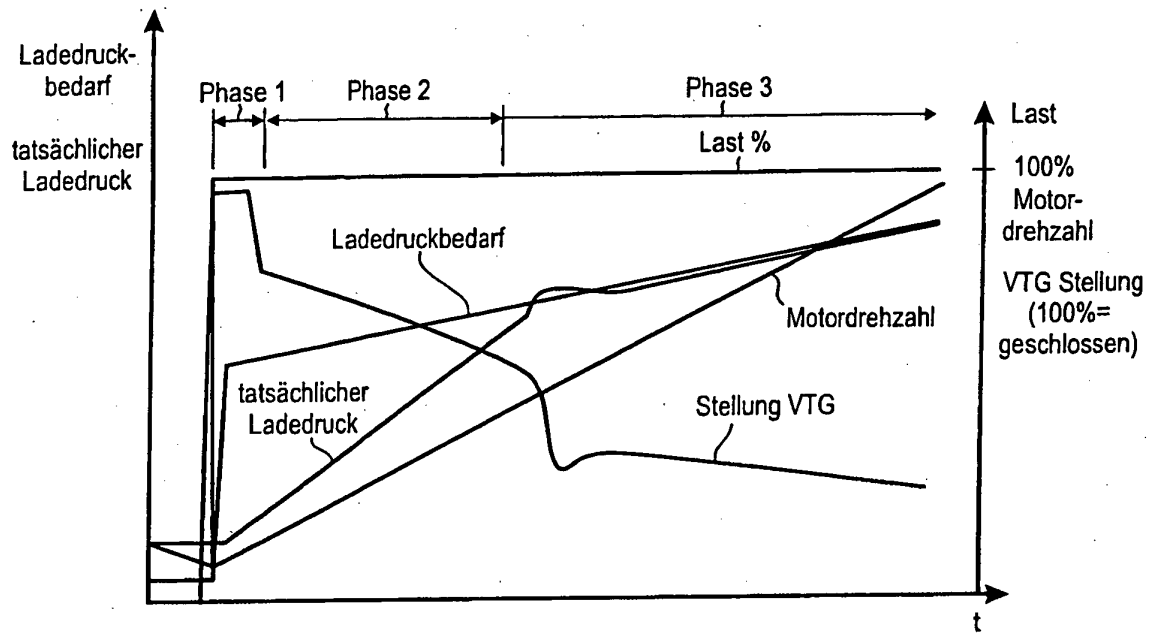 Ladedruck-
bedarf
tatsächlicher
Ladedruck
Phase 1
Phase 2
Phase 3
Last %
Last
100%
Motor-
drehzahl
VTG Stellung
(100%=
geschlossen)
Ladedruckbedarf
Motordrehzahl
tatsächlicher
Ladedruck
Stellung VTG
t